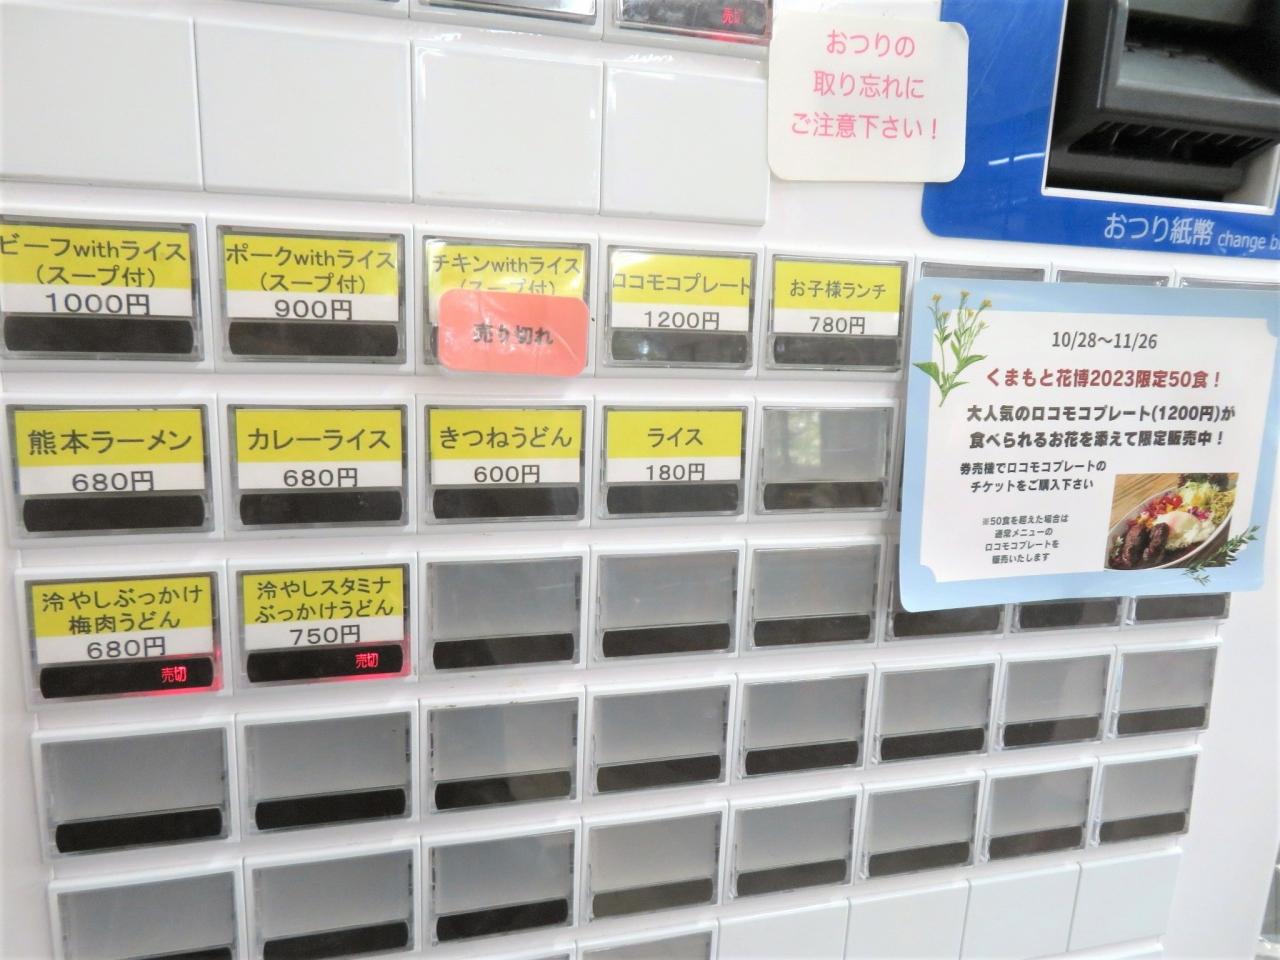 売切
おつりの
取り忘れに
ご注意下さい！
おつり紙幣 change
ビーフwithライス
（スープ付）
1000円
ポークwithライス
（スープ付）
900円
チキンwithライス
（スープ付）
売り切れ
ロコモコプレート
1200円
お子様ランチ
780円
10/28〜11/26
くまもと花博2023限定50食！
大人気のロコモコプレート(1200円)が
食べられるお花を添えて限定販売中！
券売機でロコモコプレートの
チケットをご購入下さい
※50食を超えた場合は
通常メニューの
ロコモコプレートを
販売いたします
熊本ラーメン
680円
カレーライス
680円
きつねうどん
600円
ライス
180円
冷やしぶっかけ
梅肉うどん
680円
売切
冷やしスタミナ
ぶっかけうどん
750円
売切